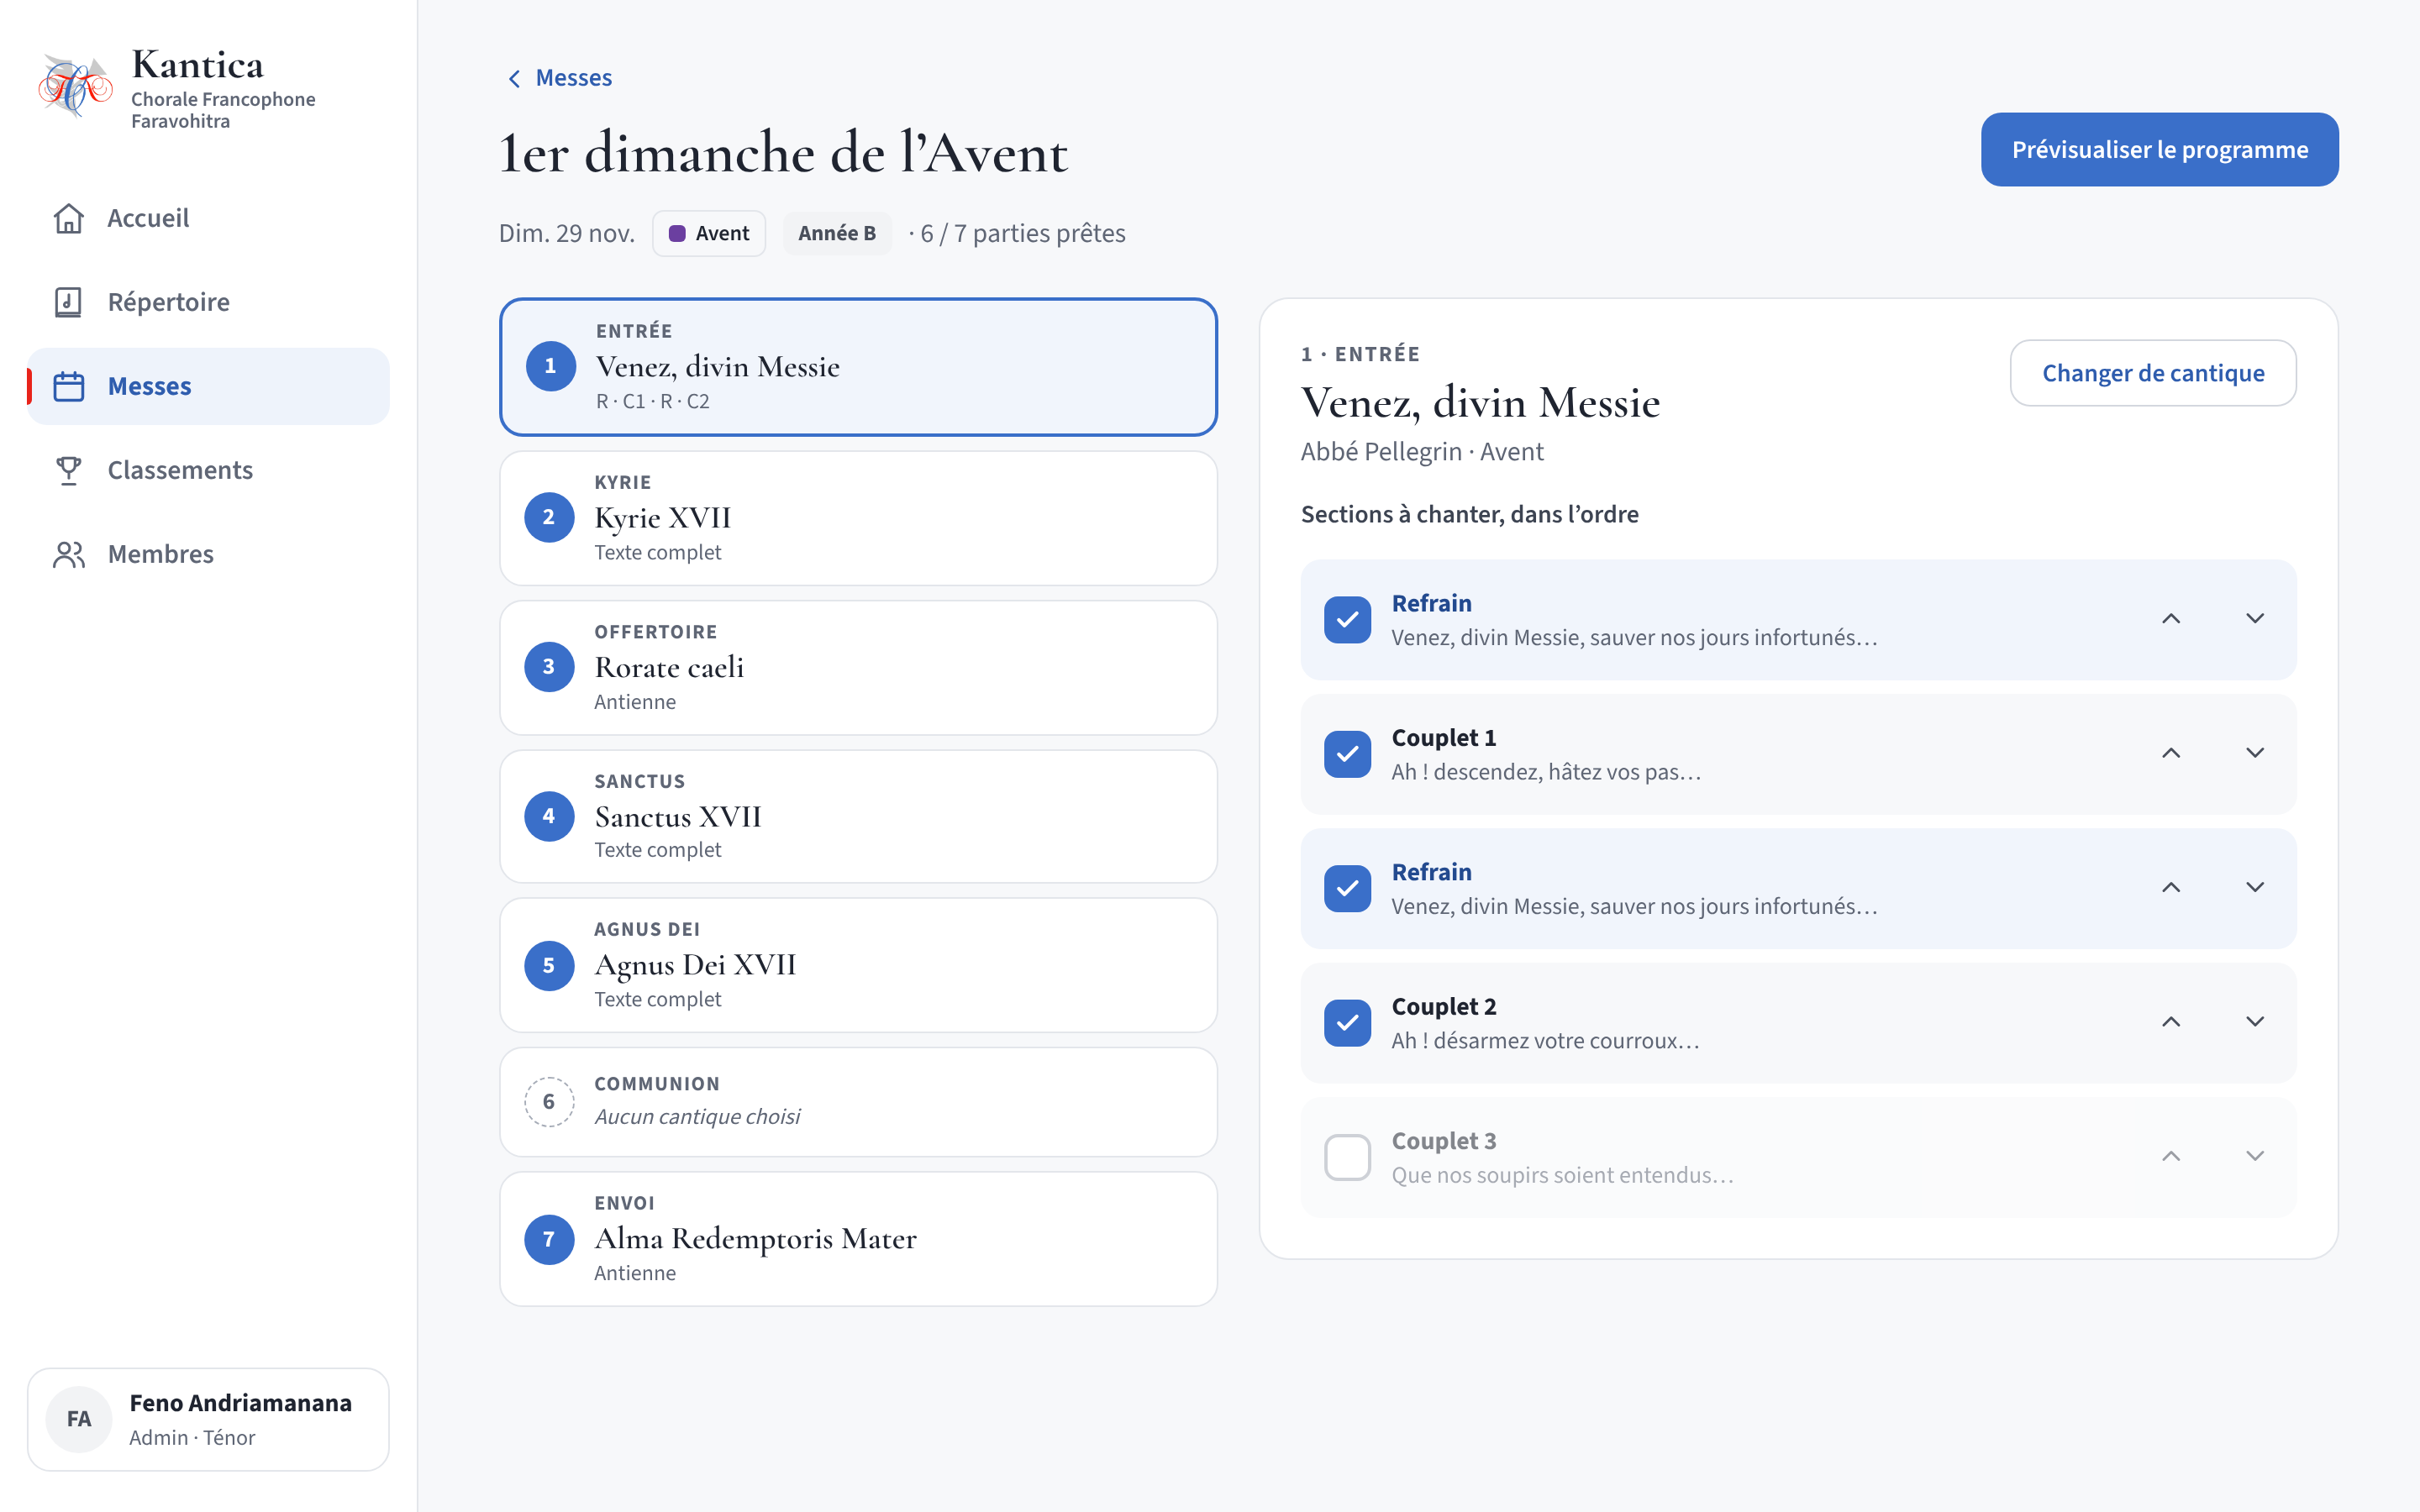 Kantica
Chorale Francophone
Faravohitra
Accueil
Répertoire
Messes
Classements
Membres
FA
Feno Andriamanana
Admin · Ténor
Messes
1er dimanche de l’Avent
Prévisualiser le programme
Dim. 29 nov. Avent Année B · 6 / 7 parties prêtes
1
ENTRÉE
Venez, divin Messie
R · C1 · R · C2
2
KYRIE
Kyrie XVII
Texte complet
3
OFFERTOIRE
Rorate caeli
Antienne
4
SANCTUS
Sanctus XVII
Texte complet
5
AGNUS DEI
Agnus Dei XVII
Texte complet
6
COMMUNION
Aucun cantique choisi
7
ENVOI
Alma Redemptoris Mater
Antienne
1 · ENTRÉE
Venez, divin Messie
Abbé Pellegrin · Avent
Changer de cantique
Sections à chanter, dans l’ordre
Refrain
Venez, divin Messie, sauver nos jours infortunés…
Couplet 1
Ah ! descendez, hâtez vos pas…
Refrain
Venez, divin Messie, sauver nos jours infortunés…
Couplet 2
Ah ! désarmez votre courroux…
Couplet 3
Que nos soupirs soient entendus…